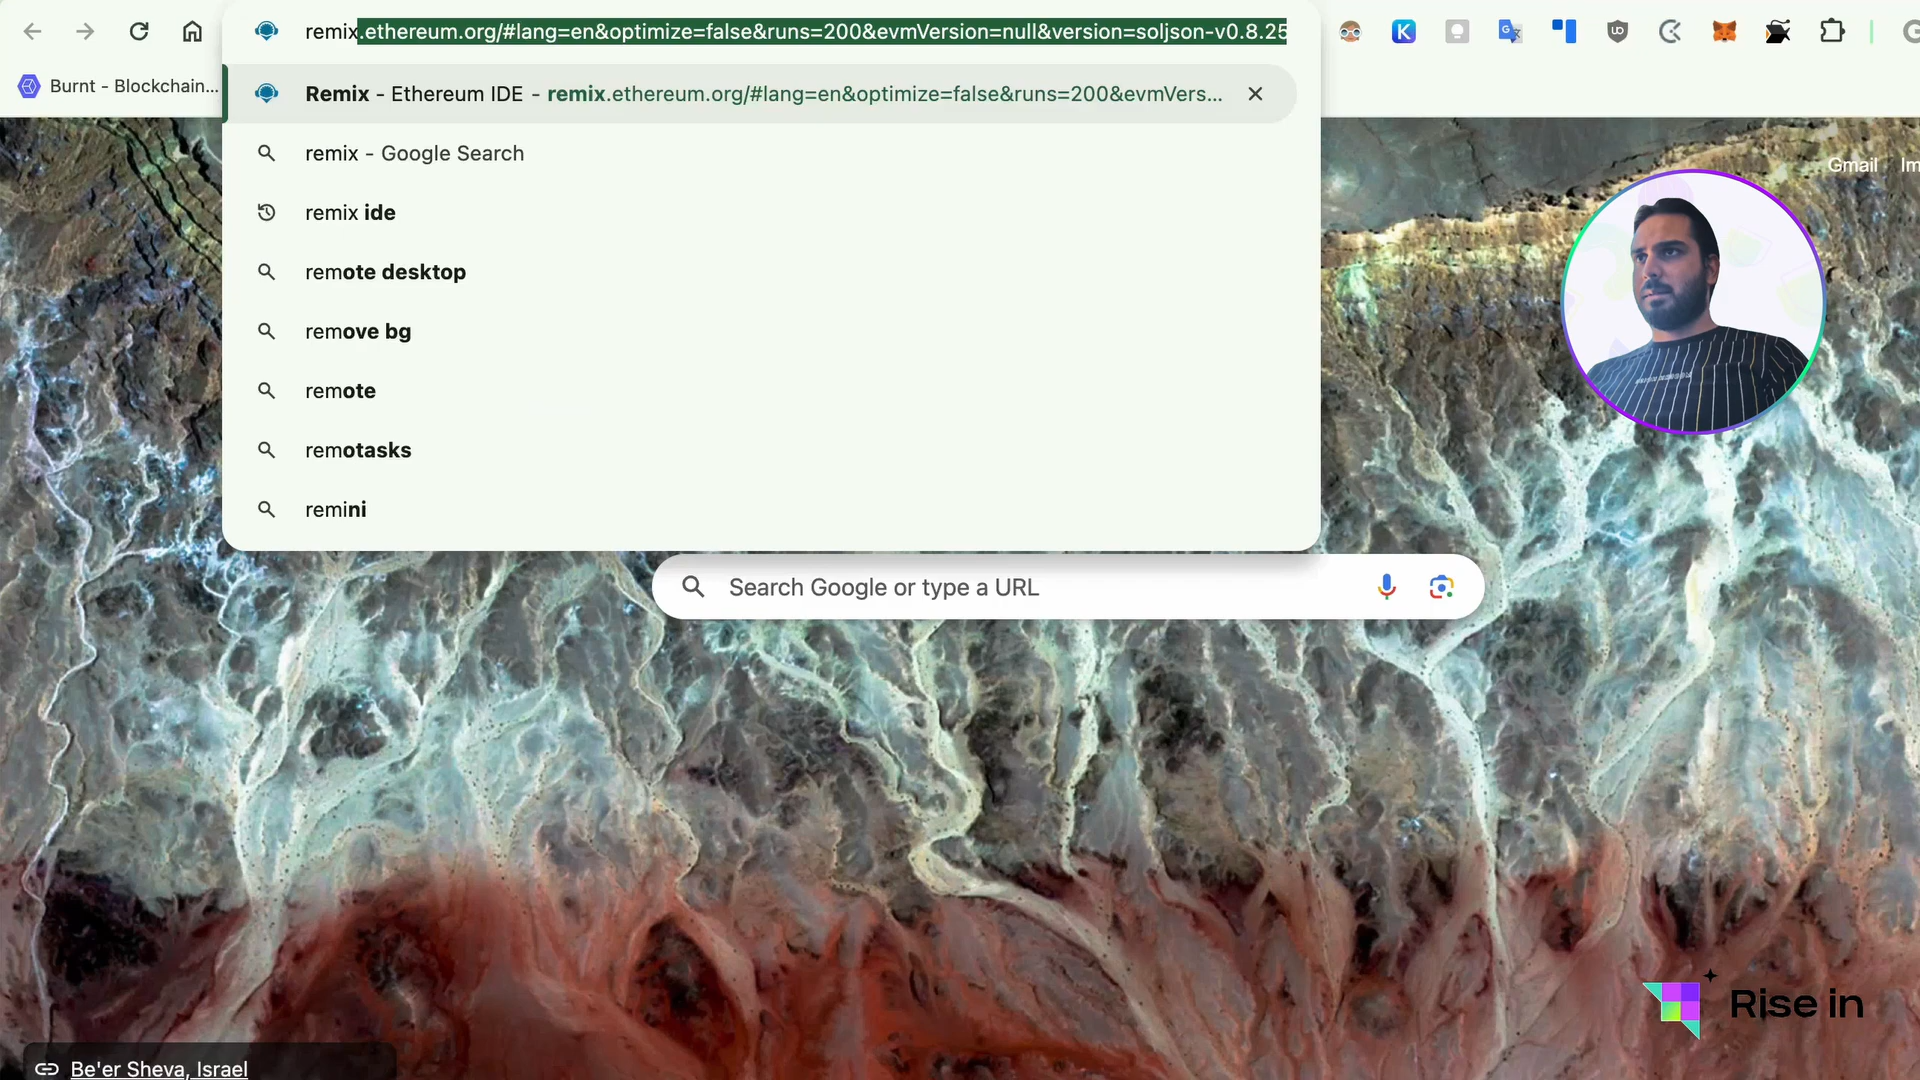 remix.ethereum.org/#lang=en&optimize=false&runs=200&evmVersion=null&version=soljson-v0.8.25
Burnt - Blockchain...
Remix - Ethereum IDE - remix.ethereum.org/#lang=en&optimize=false&runs=200&evmVers...
remix - Google Search
Gmail Im
remix ide
remote desktop
remove bg
remote
remotasks
remini
Search Google or type a URL
Rise in
Be'er Sheva, Israel